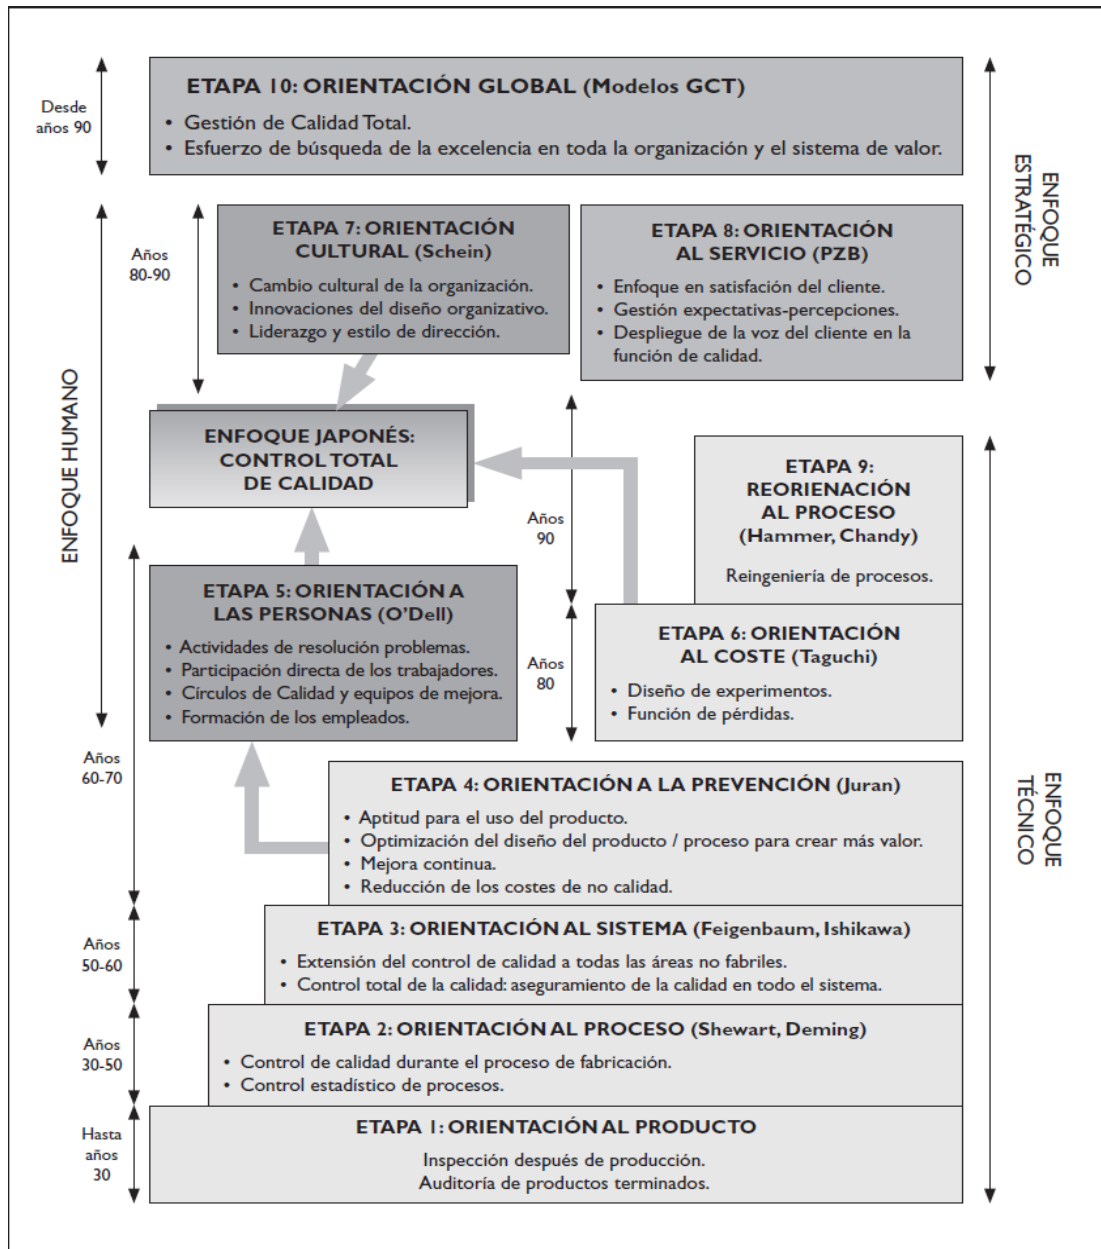 ETAPA 10: ORIENTACIÓN GLOBAL (Modelos GCT)
• Gestión de Calidad Total.
• Esfuerzo de búsqueda de la excelencia en toda la organización y el sistema de valor.
Desde
años 90
ENFOQUE
ESTRATÉGICO
ETAPA 7: ORIENTACIÓN
CULTURAL (Schein)
• Cambio cultural de la organización.
• Innovaciones del diseño organizativo.
• Liderazgo y estilo de dirección.
Años
80-90
ETAPA 8: ORIENTACIÓN
AL SERVICIO (PZB)
• Enfoque en satisfacción del cliente.
• Gestión expectativas-percepciones.
• Despliegue de la voz del cliente en la
función de calidad.
ENFOQUE HUMANO
ENFOQUE JAPONÉS:
CONTROL TOTAL
DE CALIDAD
Años
90
ETAPA 9:
REORIENACIÓN
AL PROCESO
(Hammer, Chandy)
Reingeniería de procesos.
ETAPA 5: ORIENTACIÓN A
LAS PERSONAS (O’Dell)
• Actividades de resolución problemas.
• Participación directa de los trabajadores.
• Círculos de Calidad y equipos de mejora.
• Formación de los empleados.
Años
80
ETAPA 6: ORIENTACIÓN
AL COSTE (Taguchi)
• Diseño de experimentos.
• Función de pérdidas.
Años
60-70
ETAPA 4: ORIENTACIÓN A LA PREVENCIÓN (Juran)
• Aptitud para el uso del producto.
• Optimización del diseño del producto / proceso para crear más valor.
• Mejora continua.
• Reducción de los costes de no calidad.
ENFOQUE
TÉCNICO
Años
50-60
ETAPA 3: ORIENTACIÓN AL SISTEMA (Feigenbaum, Ishikawa)
• Extensión del control de calidad a todas las áreas no fabriles.
• Control total de la calidad: aseguramiento de la calidad en todo el sistema.
Años
30-50
ETAPA 2: ORIENTACIÓN AL PROCESO (Shewart, Deming)
• Control de calidad durante el proceso de fabricación.
• Control estadístico de procesos.
Hasta
años
30
ETAPA 1: ORIENTACIÓN AL PRODUCTO
Inspección después de producción.
Auditoría de productos terminados.